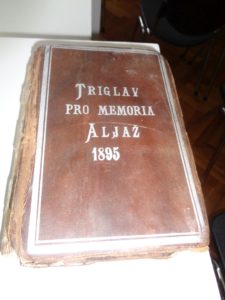 TRIGLAV
PRO MEMORIA
ALJAŽ
1895